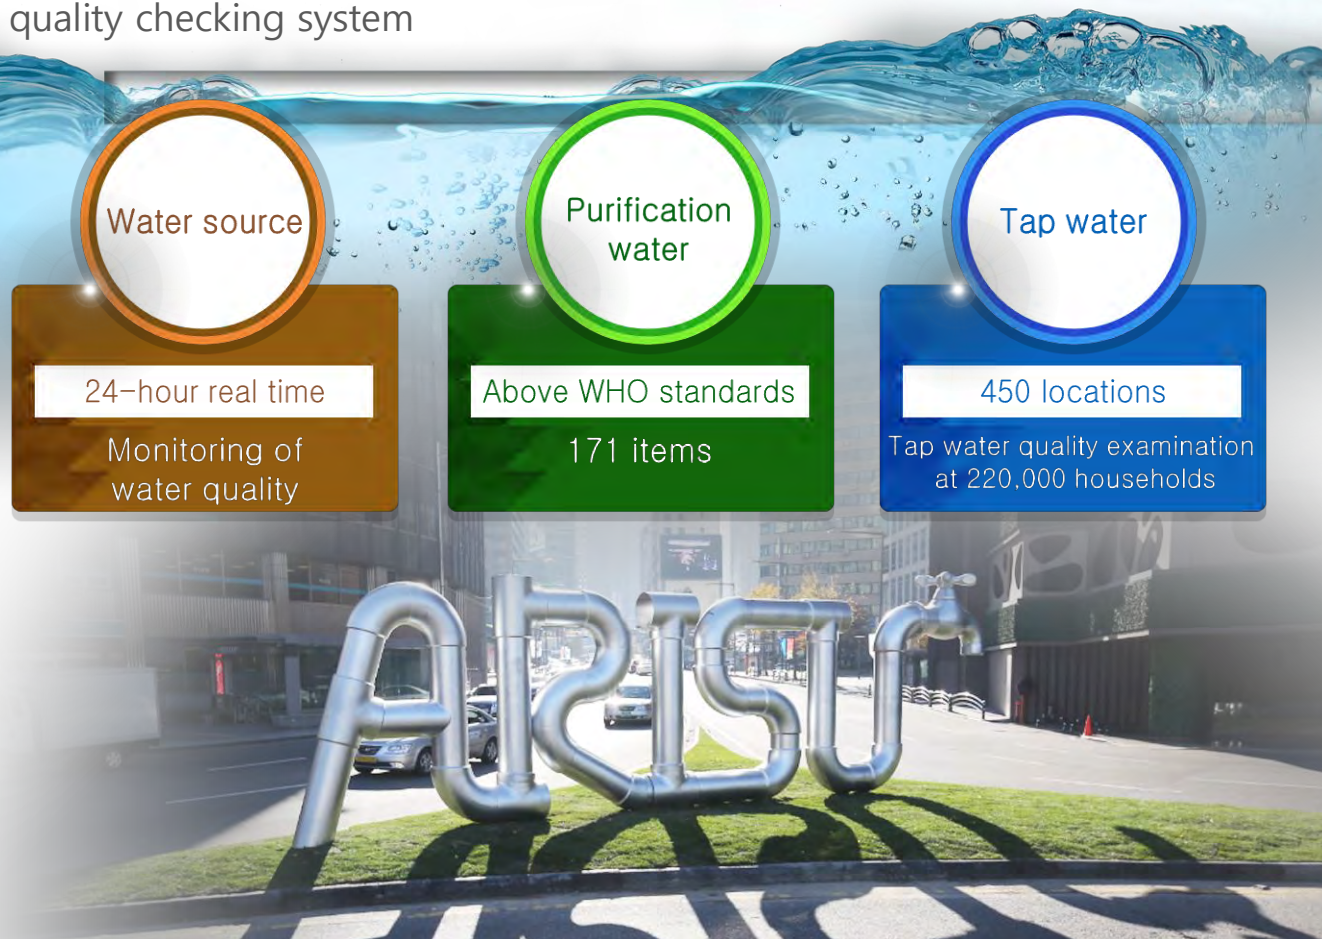 quality checking system
Water source
Purification
water
Tap water
24-hour real time
Monitoring of
water quality
Above WHO standards
171 items
450 locations
Tap water quality examination
at 220,000 households
ARISU